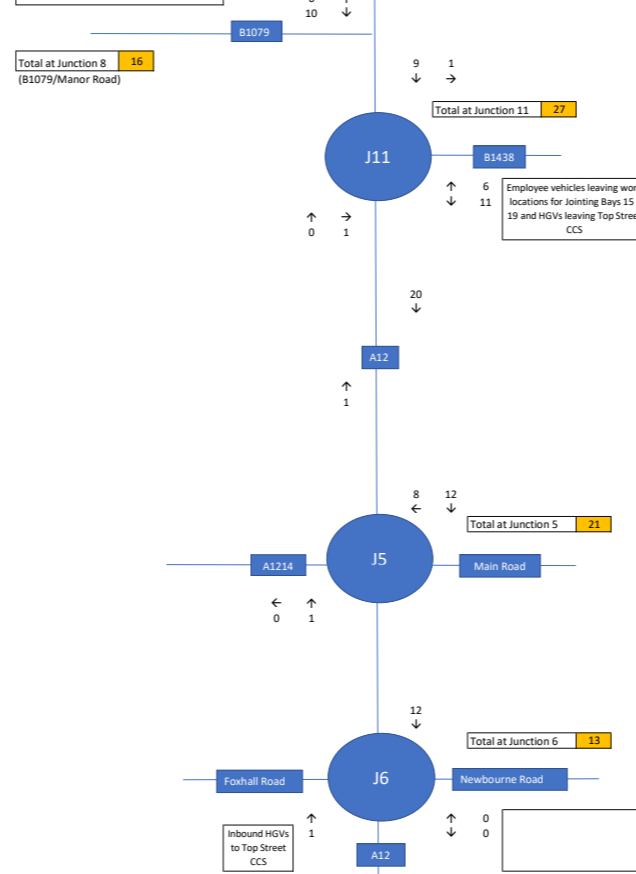 10 ↓
B1079
Total at Junction 8 16
(B1079/Manor Road)
9 1
↓ →
Total at Junction 11 27
J11
B1438
↑ 6
↓ 11
Employee vehicles leaving
locations for Jointing Bays 15
19 and HGVs leaving Top
CCS
↑ →
0 1
20
↓
A12
↑
1
8 12
← ↓
Total at Junction 5 21
J5
A1214
Main Road
← ↑
0 1
12
↓
Total at Junction 6 13
J6
Foxhall Road
Newbourne Road
↑ 0
↓ 0
↑
1
Inbound HGVs
to Top Street
CCS
A12